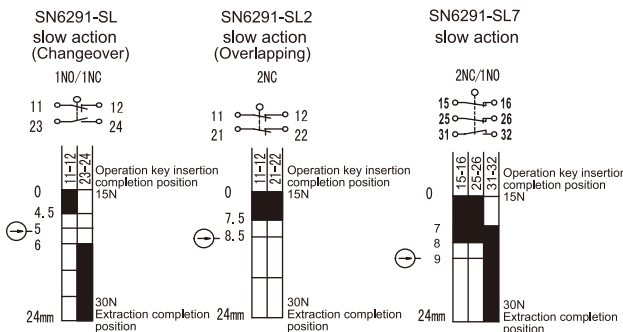 SN6291-SL
slow action
(Changeover)
1NO/1NC
11 12
23 24
11-12
23-24
Operation key insertion
completion position
15N
0
4.5
5
6
24mm
30N
Extraction completion
position
SN6291-SL2
slow action
(Overlapping)
2NC
11 12
21 22
11-12
21-22
Operation key insertion
completion position
15N
0
7.5
8.5
24mm
30N
Extraction completion
position
SN6291-SL7
slow action
2NC/1NO
15 16
25 26
31 32
15-16
25-26
31-32
Operation key insertion
completion position
15N
0
7
8
9
24mm
30N
Extraction completion
position